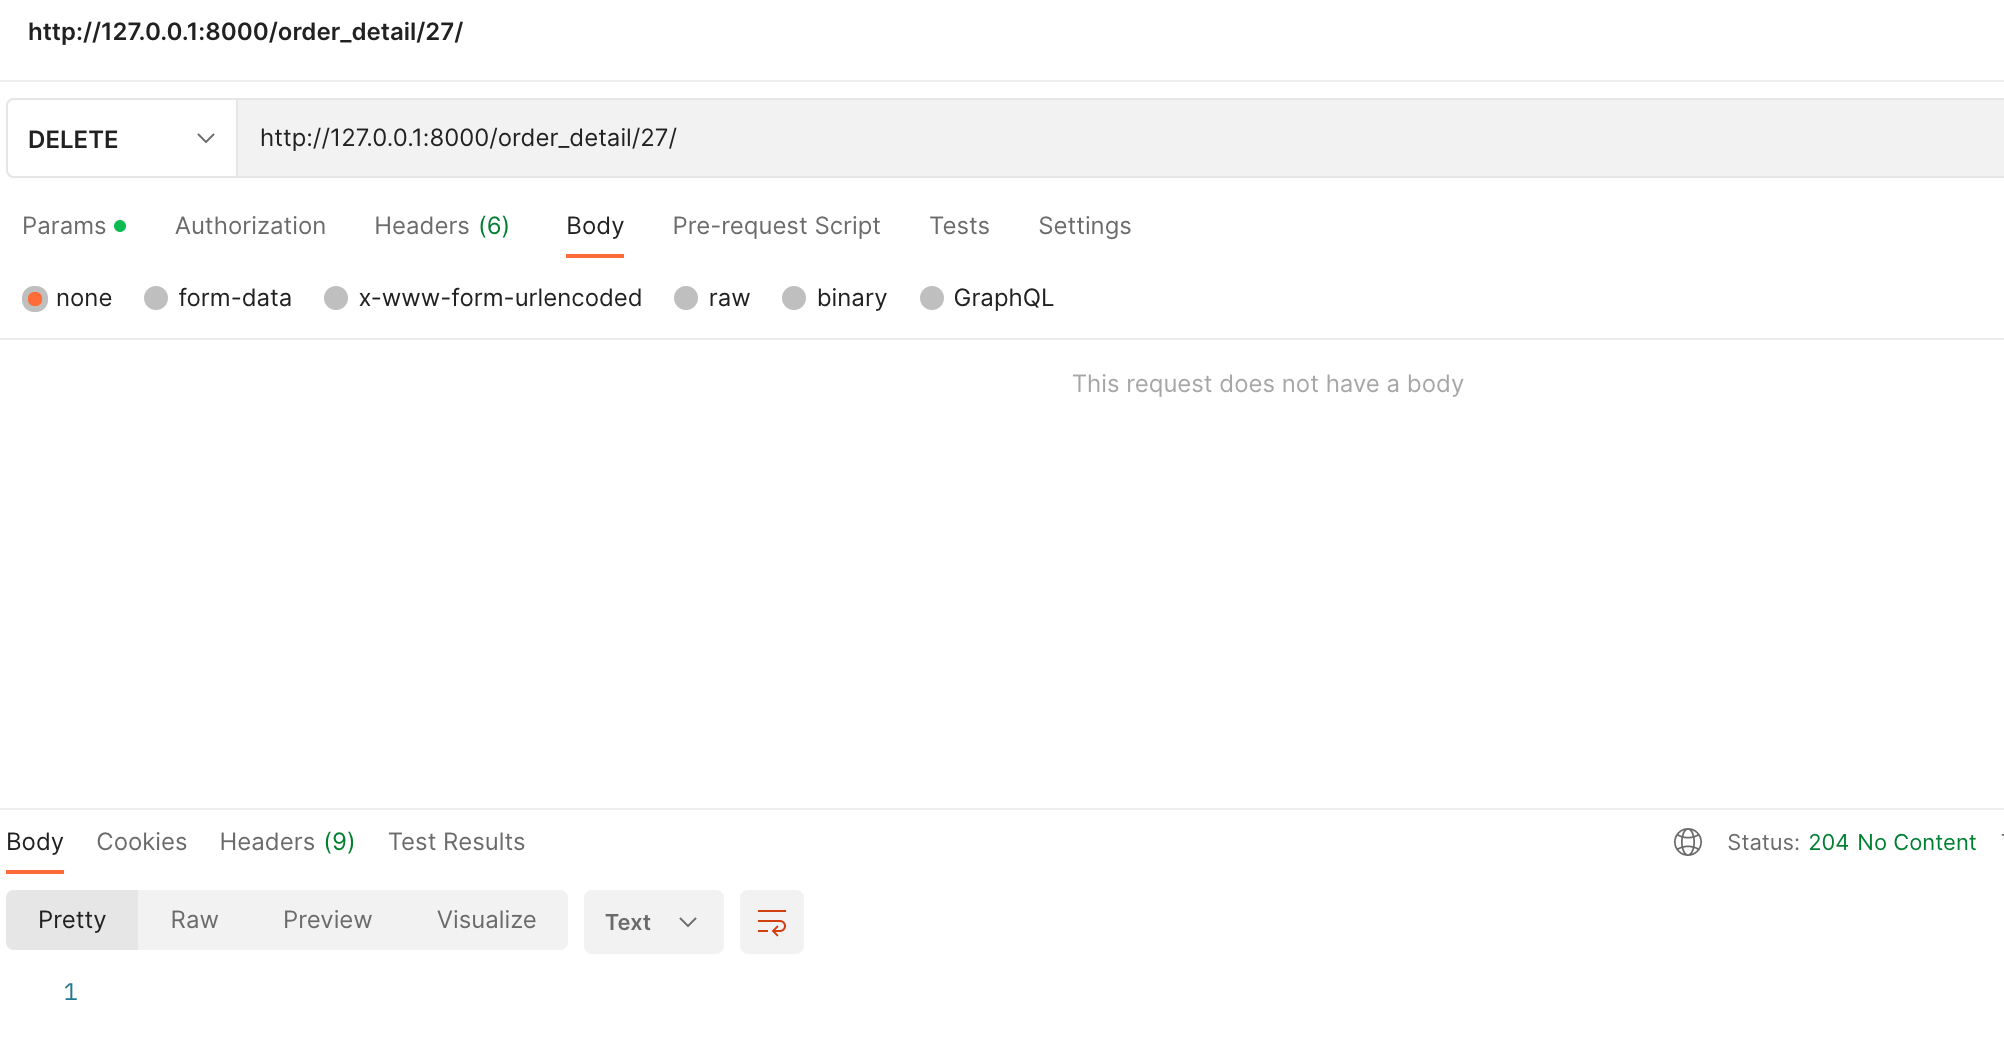 http://127.0.0.1:8000/order_detail/27/
DELETE http://127.0.0.1:8000/order_detail/27/
Params Authorization Headers (6) Body Pre-request Script Tests Settings
none form-data x-www-form-urlencoded raw binary GraphQL
This request does not have a body
Body Cookies Headers (9) Test Results Status: 204 No Content
Pretty Raw Preview Visualize Text
1